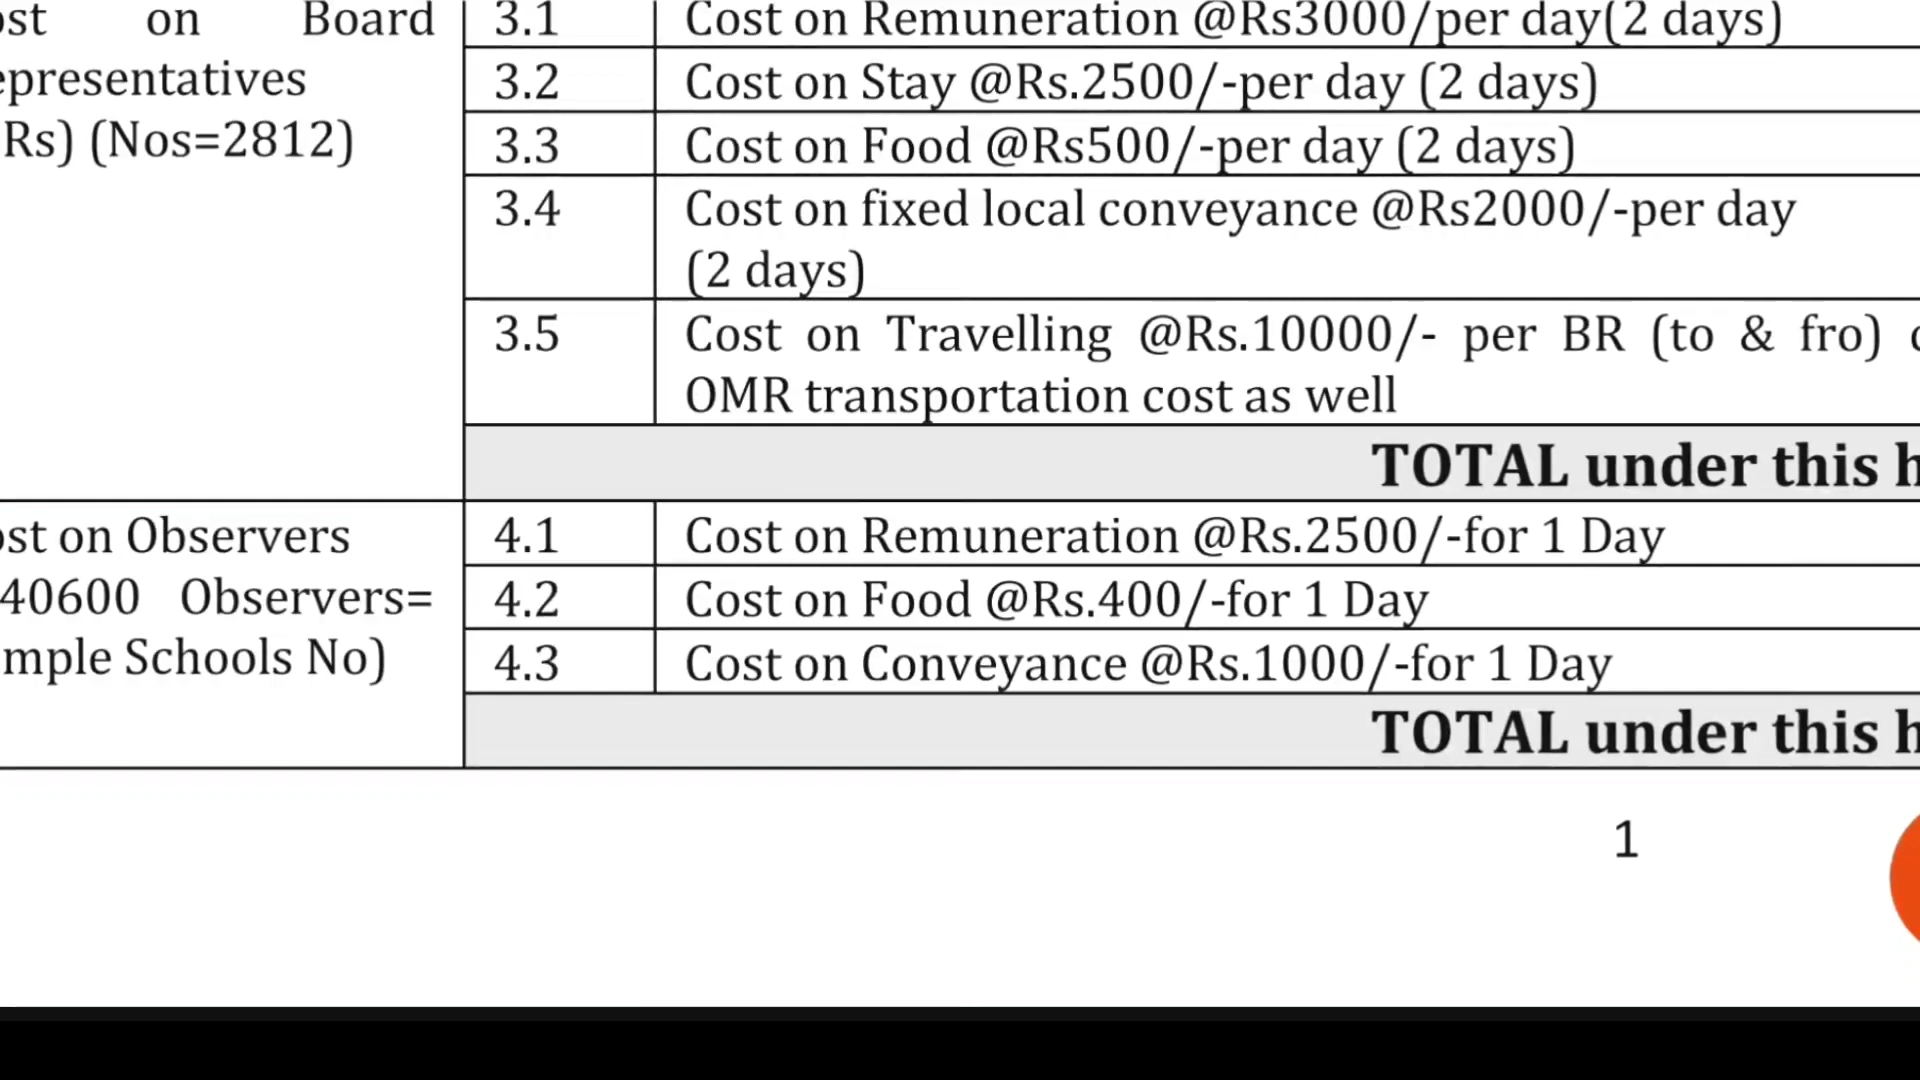 on Board
3.1 Cost on Remuneration @Rs3000/per day(2 days)
3.2 Cost on Stay @Rs.2500/-per day (2 days)
Rs) (Nos=2812)
3.3 Cost on Food @Rs500/-per day (2 days)
3.4 Cost on fixed local conveyance @Rs2000/-per day
(2 days)
3.5 Cost on Travelling @Rs.10000/- per BR (to & fro)
OMR transportation cost as well
TOTAL under this
on Observers
4.1 Cost on Remuneration @Rs.2500/-for 1 Day
40600 Observers=
4.2 Cost on Food @Rs.400/-for 1 Day
Schools No)
4.3 Cost on Conveyance @Rs.1000/-for 1 Day
TOTAL under this
1